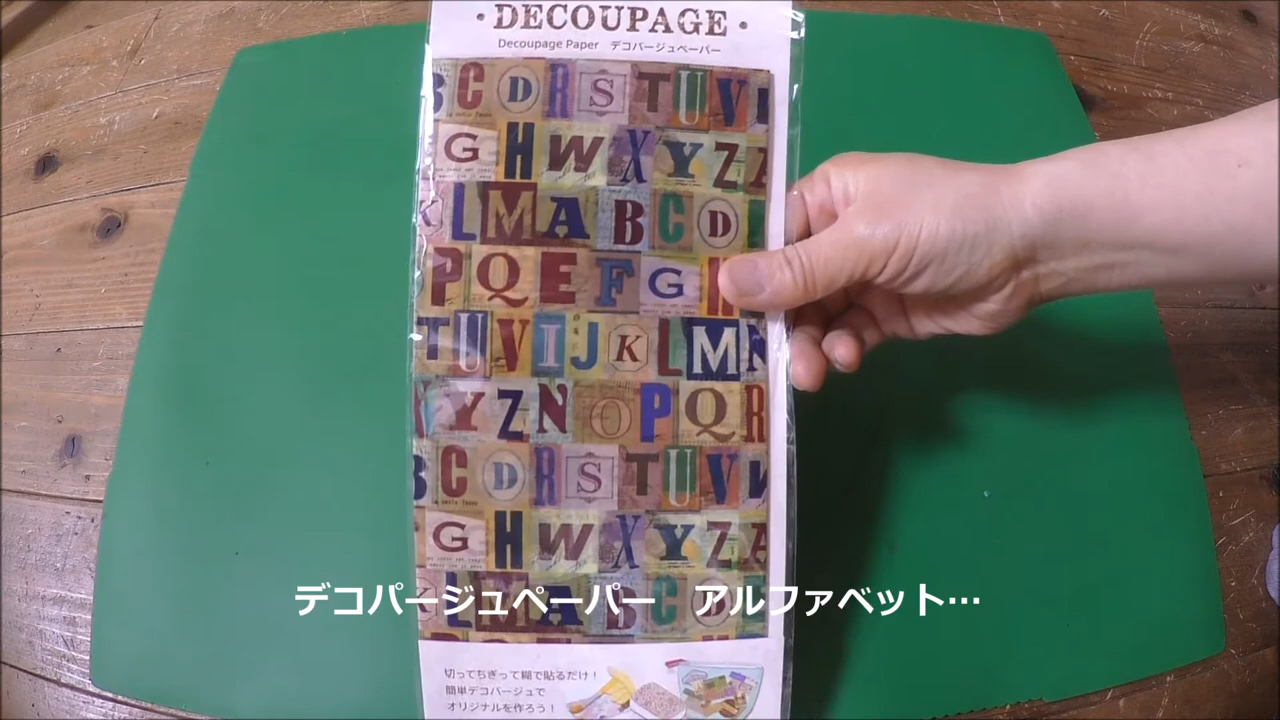 ・DECOUPAGE・
Decoupage Paper デコパージュペーパー
B C D R S T U V
G H W X Y Z A
K L M A B C D
P Q E F G H
T U V I J K L M N
X Y Z N O P Q R
B C D R S T U V
G H W X Y Z A
L M A B C D
デコパージュペーパー アルファベット…
切ってちぎって糊で貼るだけ！
簡単デコパージュで
オリジナルを作ろう！